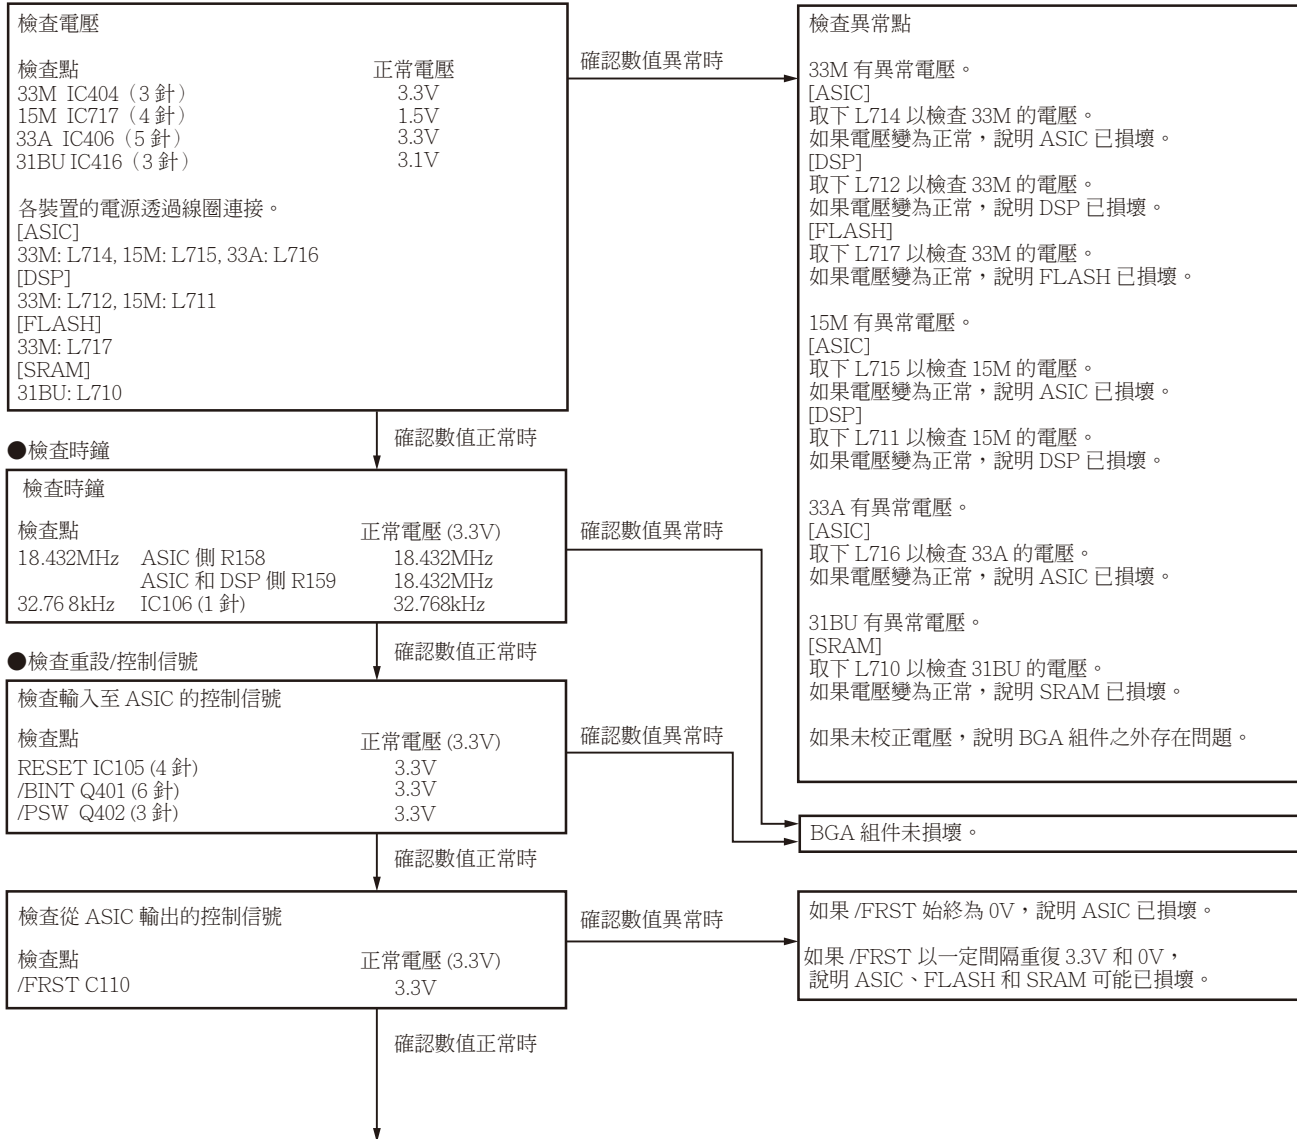 檢查電壓
檢查點 正常電壓
33M IC404（3 針） 3.3V
15M IC717（4 針） 1.5V
33A IC406（5 針） 3.3V
31BU IC416（3 針） 3.1V
各裝置的電源透過線圈連接。
[ASIC]
33M: L714, 15M: L715, 33A: L716
[DSP]
33M: L712, 15M: L711
[FLASH]
33M: L717
[SRAM]
31BU: L710
確認數值異常時
檢查異常點
33M 有異常電壓。
[ASIC]
取下 L714 以檢查 33M 的電壓。
如果電壓變為正常，說明 ASIC 已損壞。
[DSP]
取下 L712 以檢查 33M 的電壓。
如果電壓變為正常，說明 DSP 已損壞。
[FLASH]
取下 L717 以檢查 33M 的電壓。
如果電壓變為正常，說明 FLASH 已損壞。
15M 有異常電壓。
[ASIC]
取下 L715 以檢查 15M 的電壓。
如果電壓變為正常，說明 ASIC 已損壞。
[DSP]
取下 L711 以檢查 15M 的電壓。
如果電壓變為正常，說明 DSP 已損壞。
33A 有異常電壓。
[ASIC]
取下 L716 以檢查 33A 的電壓。
如果電壓變為正常，說明 ASIC 已損壞。
31BU 有異常電壓。
[SRAM]
取下 L710 以檢查 31BU 的電壓。
如果電壓變為正常，說明 SRAM 已損壞。
如果未校正電壓，說明 BGA 組件之外存在問題。
確認數值正常時
●檢查時鐘
檢查時鐘
檢查點 正常電壓 (3.3V)
18.432MHz ASIC 側 R158 18.432MHz
ASIC 和 DSP 側 R159 18.432MHz
32.76 8kHz IC106 (1 針) 32.768kHz
確認數值異常時
確認數值正常時
●檢查重設/控制信號
檢查輸入至 ASIC 的控制信號
檢查點 正常電壓 (3.3V)
RESET IC105 (4 針) 3.3V
/BINT Q401 (6 針) 3.3V
/PSW Q402 (3 針) 3.3V
確認數值異常時
BGA 組件未損壞。
確認數值正常時
檢查從 ASIC 輸出的控制信號
檢查點 正常電壓 (3.3V)
/FRST C110 3.3V
確認數值異常時
如果 /FRST 始終為 0V，說明 ASIC 已損壞。
如果 /FRST 以一定間隔重復 3.3V 和 0V，
說明 ASIC、FLASH 和 SRAM 可能已損壞。
確認數值正常時